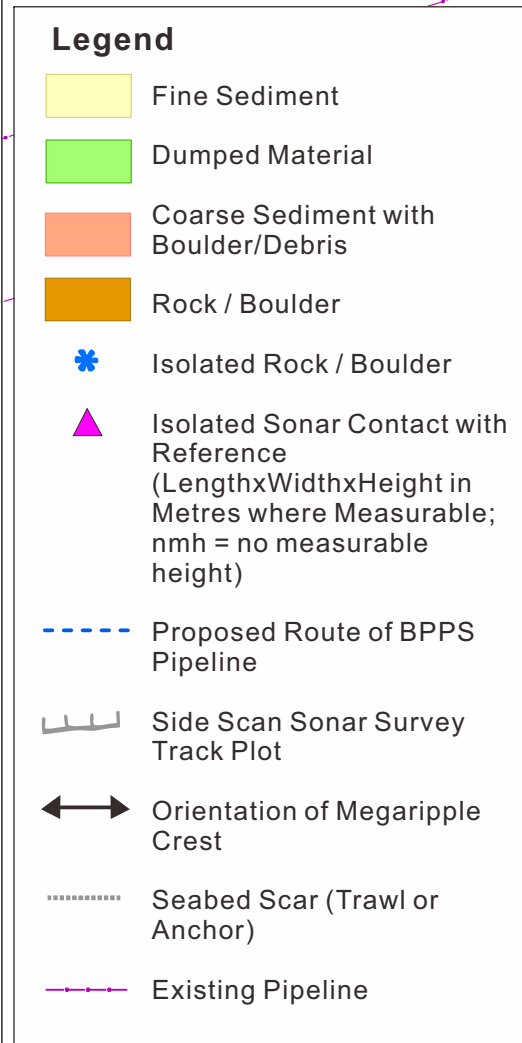 Legend
Fine Sediment
Dumped Material
Coarse Sediment with
Boulder/Debris
Rock / Boulder
Isolated Rock / Boulder
Isolated Sonar Contact with
Reference
(LengthxWidthxHeight in
Metres where Measurable;
nmh = no measurable
height)
Proposed Route of BPPS
Pipeline
Side Scan Sonar Survey
Track Plot
Orientation of Megaripple
Crest
Seabed Scar (Trawl or
Anchor)
Existing Pipeline